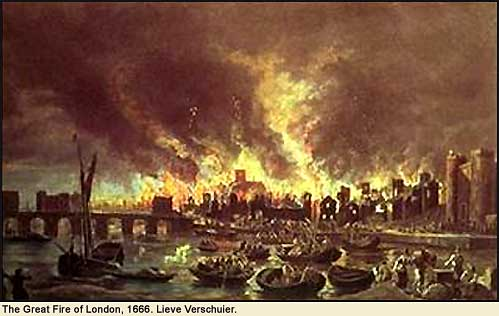 The Great Fire of London, 1666. Lieve Verschuier.